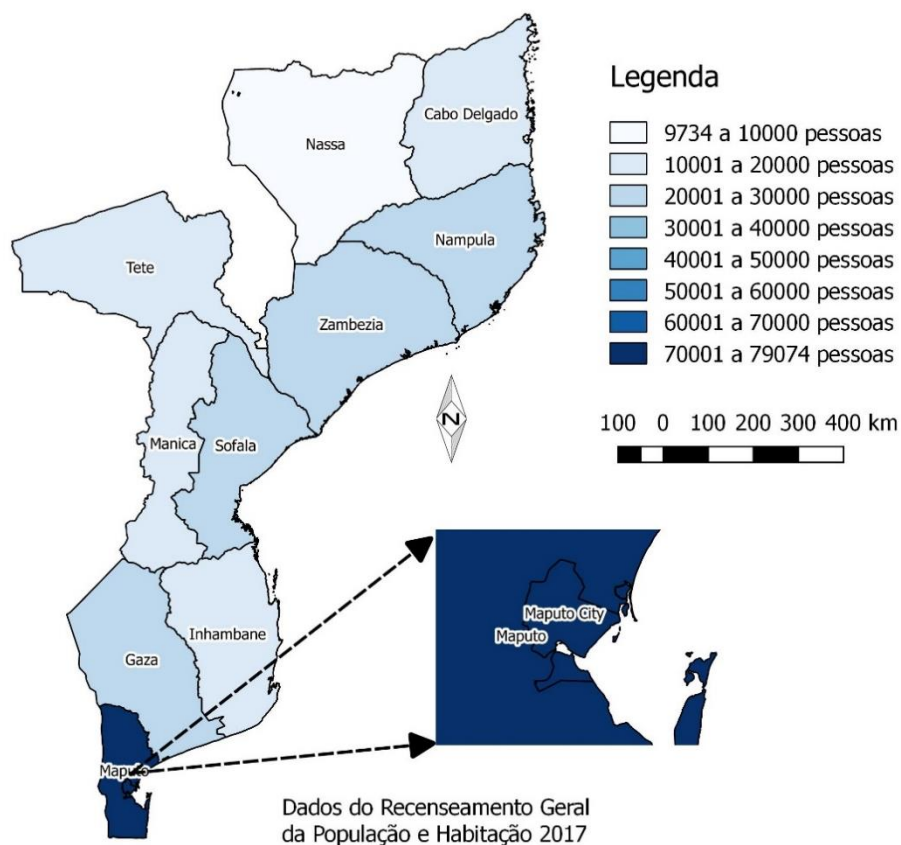 Legenda
9734 a 10000 pessoas
10001 a 20000 pessoas
20001 a 30000 pessoas
30001 a 40000 pessoas
40001 a 50000 pessoas
50001 a 60000 pessoas
60001 a 70000 pessoas
70001 a 79074 pessoas
Cabo Delgado
Nassa
Nampula
Tete
Zambezia
N
100 0 100 200 300 400 km
Manica
Sofala
Inhambane
Gaza
Maputo
Maputo City
Maputo
Dados do Recenseamento Geral
da População e Habitação 2017